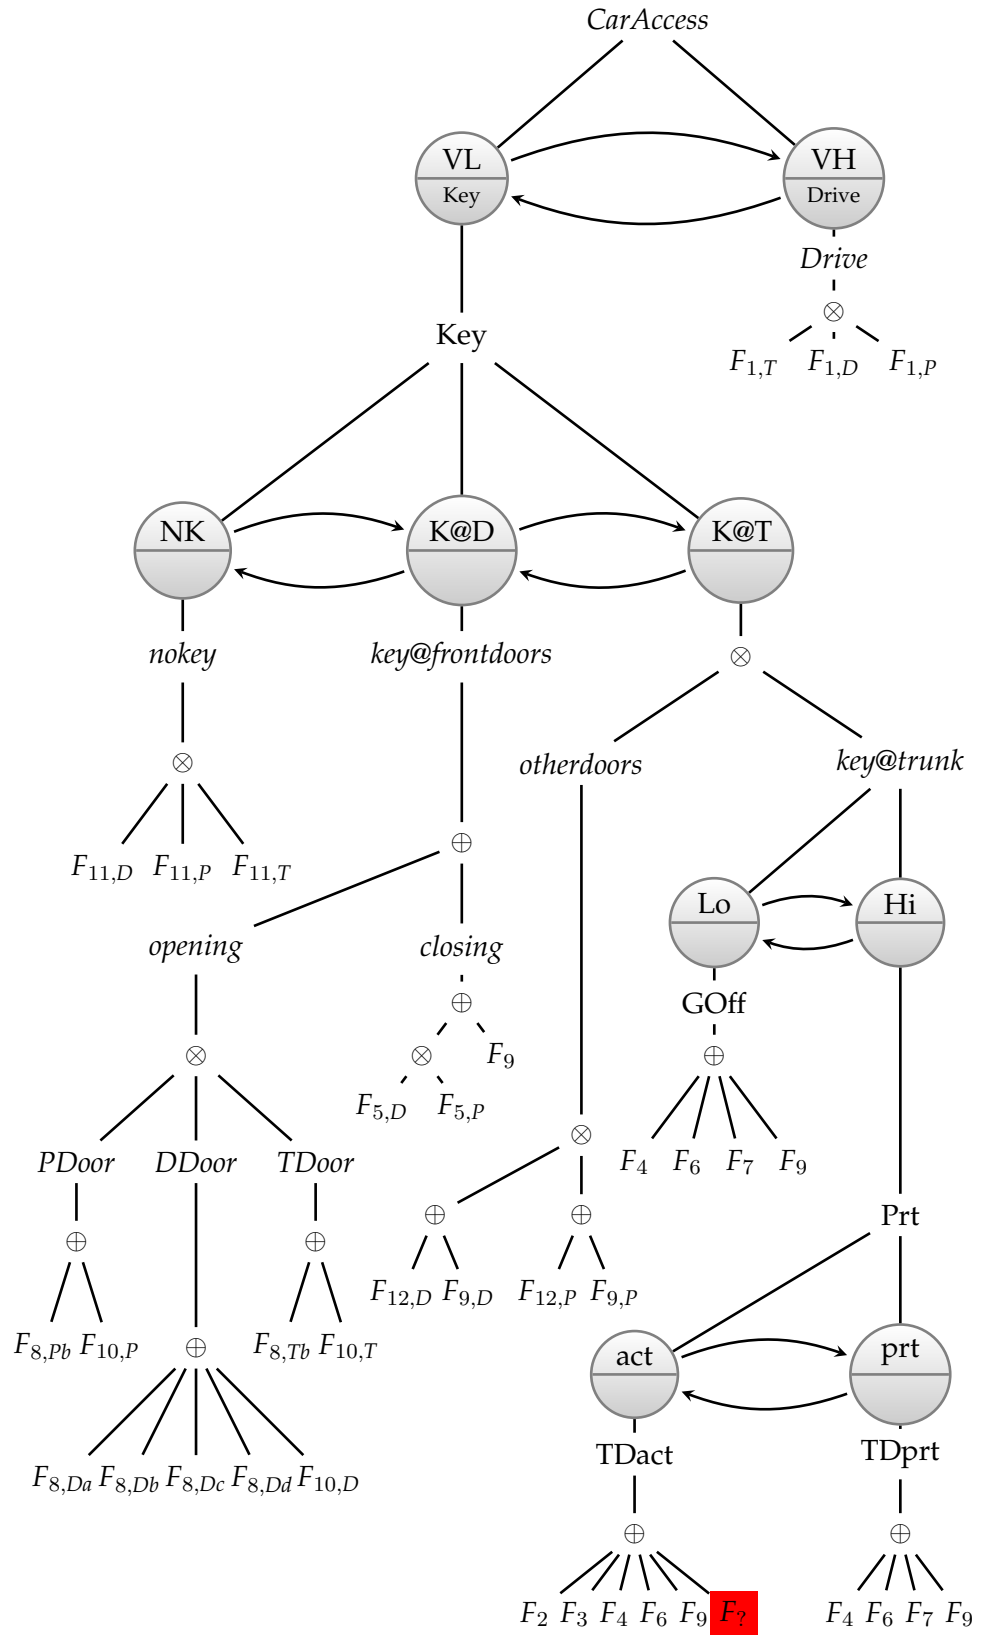 CarAccess
VL VH
Key Drive
Drive
⊗
Key
F₁,T F₁,D F₁,P
NK K@D K@T
nokey key@frontdoors
⊗
⊗
otherdoors key@trunk
⊕
F₁₁,D F₁₁,P F₁₁,T
Lo Hi
opening closing
⊕ GOff
⊗ ⊗ F₉ ⊕
F₅,D F₅,P
⊗
PDoor DDoor TDoor F₄ F₆ F₇ F₉
⊕ ⊕ Prt
⊕ ⊕
F₁₂,D F₉,D F₁₂,P F₉,P
F₈,Pb F₁₀,P ⊕ F₈,Tb F₁₀,T act prt
TDact TDprt
F₈,Da F₈,Db F₈,Dc F₈,Dd F₁₀,D
⊕ ⊕
F₂ F₃ F₄ F₆ F₉ F? F₄ F₆ F₇ F₉